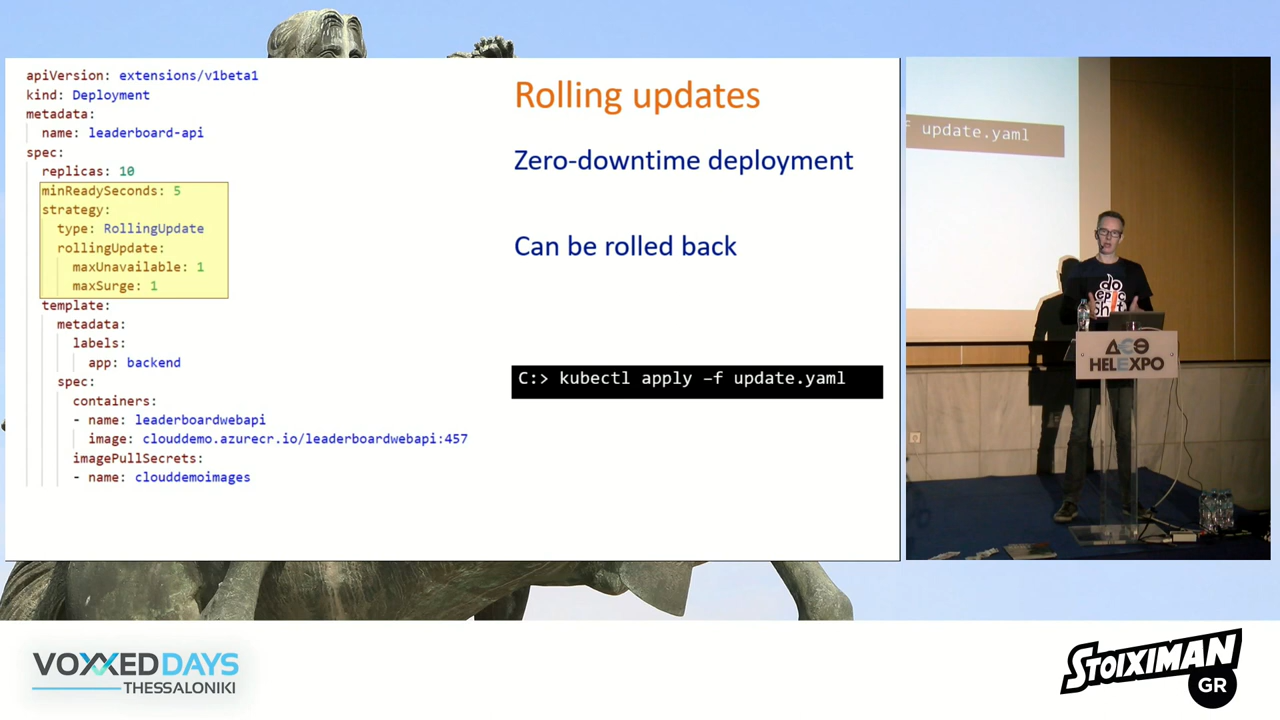 apiVersion: extensions/v1beta1
kind: Deployment
metadata:
  name: leaderboard-api
spec:
  replicas: 10
  minReadySeconds: 5
  strategy:
    type: RollingUpdate
    rollingUpdate:
      maxUnavailable: 1
      maxSurge: 1
  template:
    metadata:
      labels:
        app: backend
    spec:
      containers:
      - name: leaderboardwebapi
        image: clouddemo.azurecr.io/leaderboardwebapi:457
      imagePullSecrets:
      - name: clouddemoimages
Rolling updates
Zero-downtime deployment
Can be rolled back
C:> kubectl apply –f update.yaml
f update.yaml
do
epic
ΔΕΘ
HELEXPO
VOXXED DAYS
THESSALONIKI
STOIXIMAN
GR